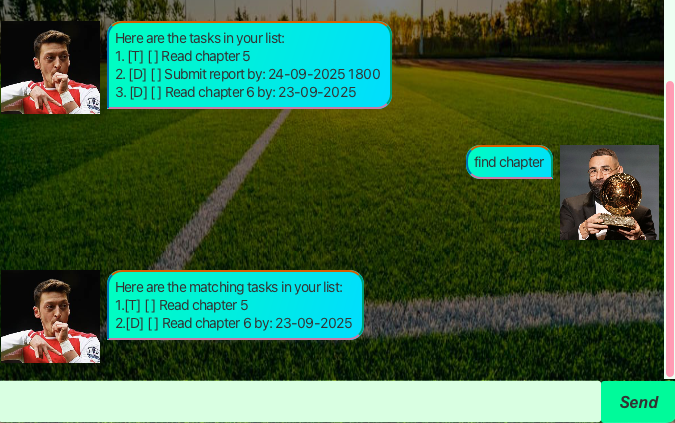 Here are the tasks in your list:
1. [T] [ ] Read chapter 5
2. [D] [ ] Submit report by: 24-09-2025 1800
3. [D] [ ] Read chapter 6 by: 23-09-2025
find chapter
Here are the matching tasks in your list:
1.[T] [ ] Read chapter 5
2.[D] [ ] Read chapter 6 by: 23-09-2025
Send